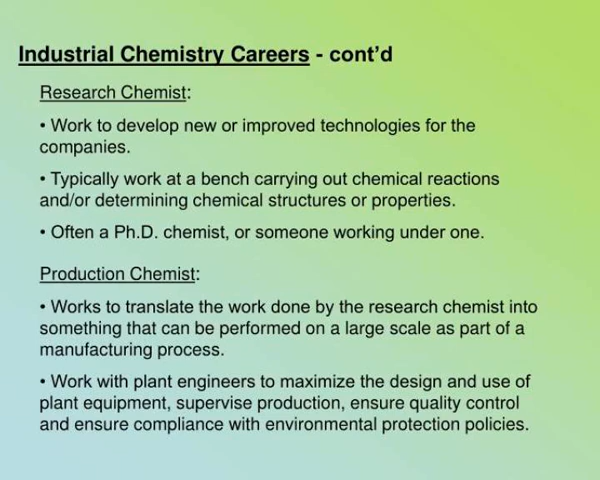 Industrial Chemistry Careers - cont’d
Research Chemist:
• Work to develop new or improved technologies for the
companies.
• Typically work at a bench carrying out chemical reactions
and/or determining chemical structures or properties.
• Often a Ph.D. chemist, or someone working under one.
Production Chemist:
• Works to translate the work done by the research chemist into
something that can be performed on a large scale as part of a
manufacturing process.
• Work with plant engineers to maximize the design and use of
plant equipment, supervise production, ensure quality control
and ensure compliance with environmental protection policies.